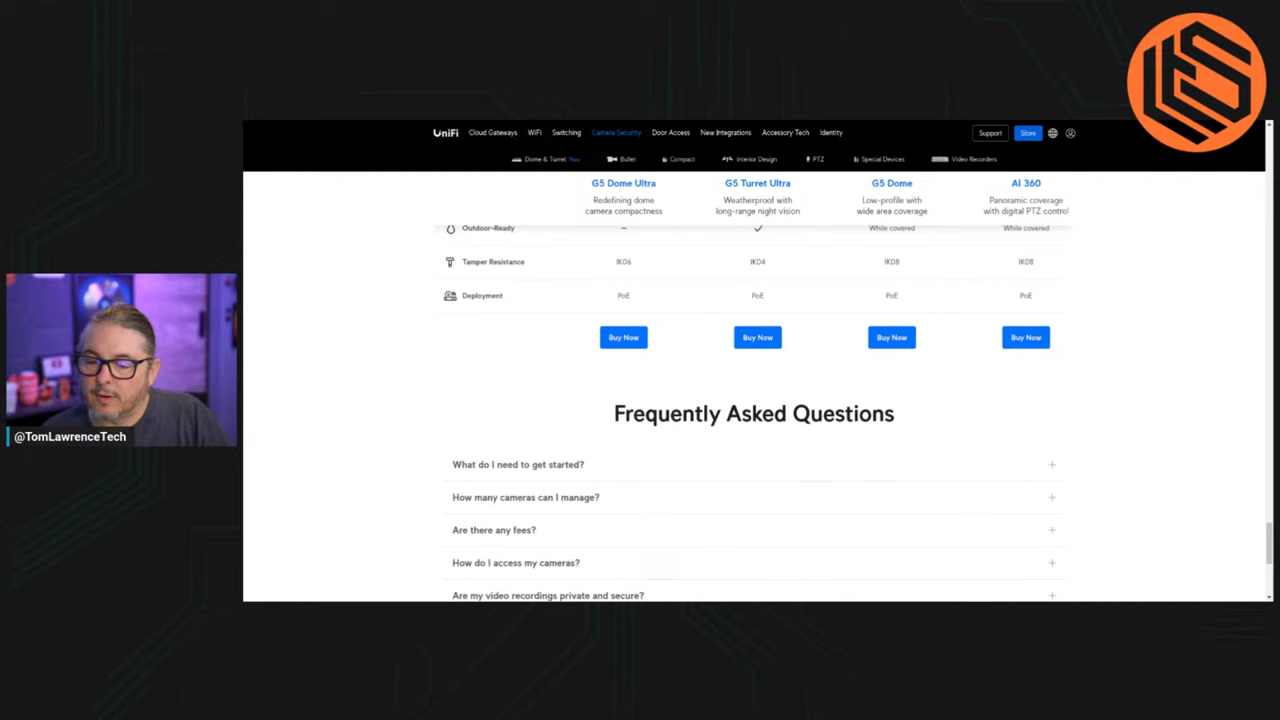 UniFi Cloud Gateways WiFi Switching Camera Security Door Access New Integrations Accessory Tech Identity Support Store
Dome & Turret New Bullet Compact Interior Design PTZ Special Devices Video Recorders
G5 Dome Ultra G5 Turret Ultra G5 Dome AI 360
Redefining dome Weatherproof with Low-profile with Panoramic coverage
camera compactness long-range night vision wide area coverage with digital PTZ control
Outdoor-Ready – ✓ While covered While covered
Tamper Resistance IK06 IK04 IK08 IK08
Deployment PoE PoE PoE PoE
Buy Now Buy Now Buy Now Buy Now
Frequently Asked Questions
What do I need to get started? +
How many cameras can I manage? +
Are there any fees? +
How do I access my cameras? +
Are my video recordings private and secure? +
@TomLawrenceTech